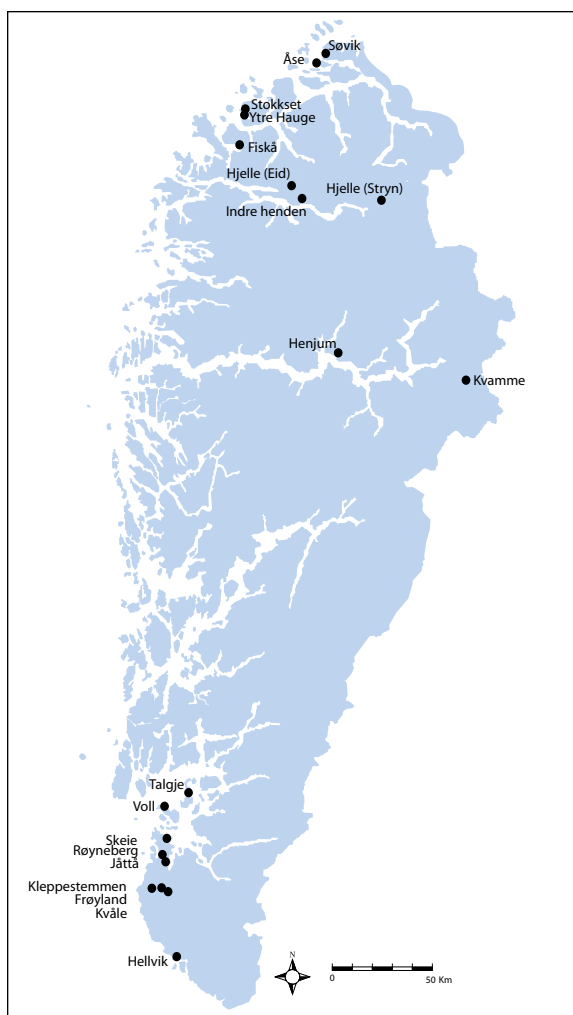 Søvik
Åse
Stokkset
Ytre Hauge
Fiskå
Hjelle (Eid)
Hjelle (Stryn)
Indre henden
Henjum
Kvamme
Talgje
Voll
Skeie
Røyneberg
Jåttå
Kleppestemmen
Frøyland
Kvåle
Hellvik
N
0
50 Km